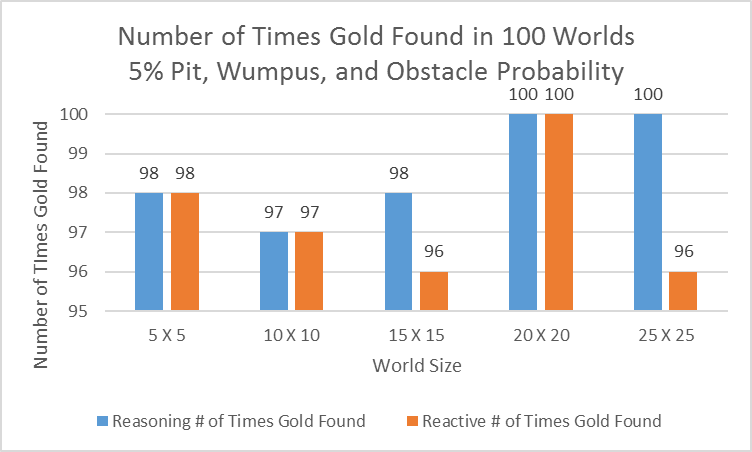 Number of Times Gold Found in 100 Worlds
5% Pit, Wumpus, and Obstacle Probability
Number of TImes Gold Found
100
99
98
97
96
95
98 98
97 97
98 96
100 100
100 96
5 X 5
10 X 10
15 X 15
20 X 20
25 X 25
World Size
Reasoning # of Times Gold Found
Reactive # of Times Gold Found